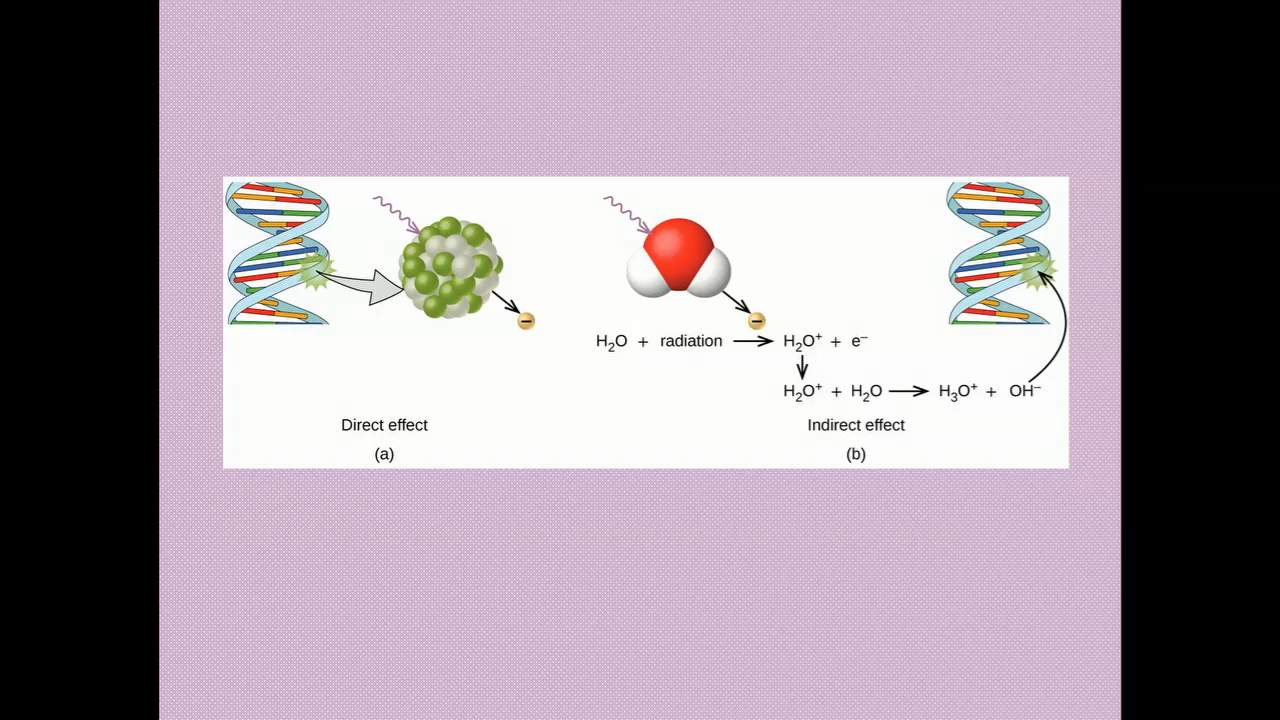 H₂O + radiation ⟶ H₂O⁺ + e⁻
H₂O⁺ + H₂O ⟶ H₃O⁺ + OH⁻
Direct effect
Indirect effect
(a)
(b)